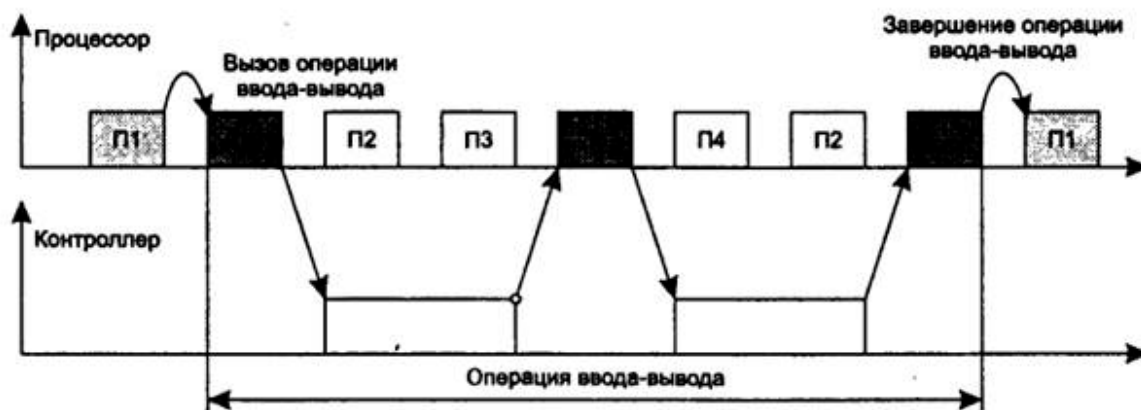 Процессор
Завершение операции
ввода-вывода
Вызов операции
ввода-вывода
П1
П2
П3
П4
П2
П1
Контроллер
Операция ввода-вывода